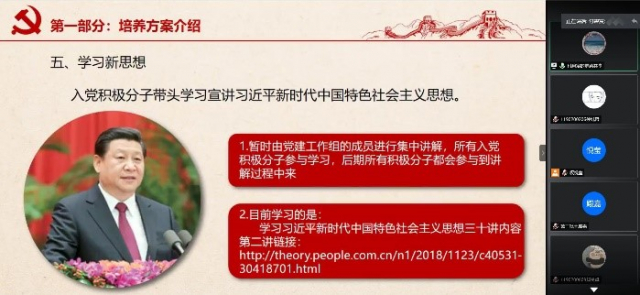 第一部分：培养方案介绍
五、学习新思想
入党积极分子带头学习宣讲习近平新时代中国特色社会主义思想。
1.暂时由党建工作组的成员进行集中讲解，所有入党
积极分子参与学习，后期所有积极分子都会参与到讲
解过程中来
2.目前学习的是：
学习习近平新时代中国特色社会主义思想三十讲内容
第二讲链接：
http://theory.people.com.cn/n1/2018/1123/c40531-
30418701.html